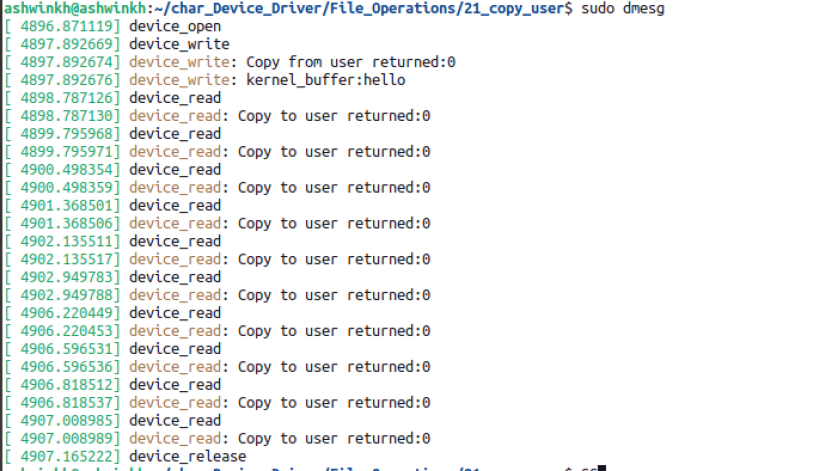 ashwinkh@ashwinkh:~/char_Device_Driver/File_Operations/21_copy_user$ sudo dmesg
[ 4896.871119] device_open
[ 4897.892669] device_write
[ 4897.892674] device_write: Copy from user returned:0
[ 4897.892676] device_write: kernel_buffer:hello
[ 4898.787126] device_read
[ 4898.787130] device_read: Copy to user returned:0
[ 4899.795968] device_read
[ 4899.795971] device_read: Copy to user returned:0
[ 4900.498354] device_read
[ 4900.498359] device_read: Copy to user returned:0
[ 4901.368501] device_read
[ 4901.368506] device_read: Copy to user returned:0
[ 4902.135511] device_read
[ 4902.135517] device_read: Copy to user returned:0
[ 4902.949783] device_read
[ 4902.949788] device_read: Copy to user returned:0
[ 4906.220449] device_read
[ 4906.220453] device_read: Copy to user returned:0
[ 4906.596531] device_read
[ 4906.596536] device_read: Copy to user returned:0
[ 4906.818512] device_read
[ 4906.818537] device_read: Copy to user returned:0
[ 4907.008985] device_read
[ 4907.008989] device_read: Copy to user returned:0
[ 4907.165222] device_release
ashwinkh@ashwinkh:~/char_Device_Driver/File_Operations/21_copy_user$